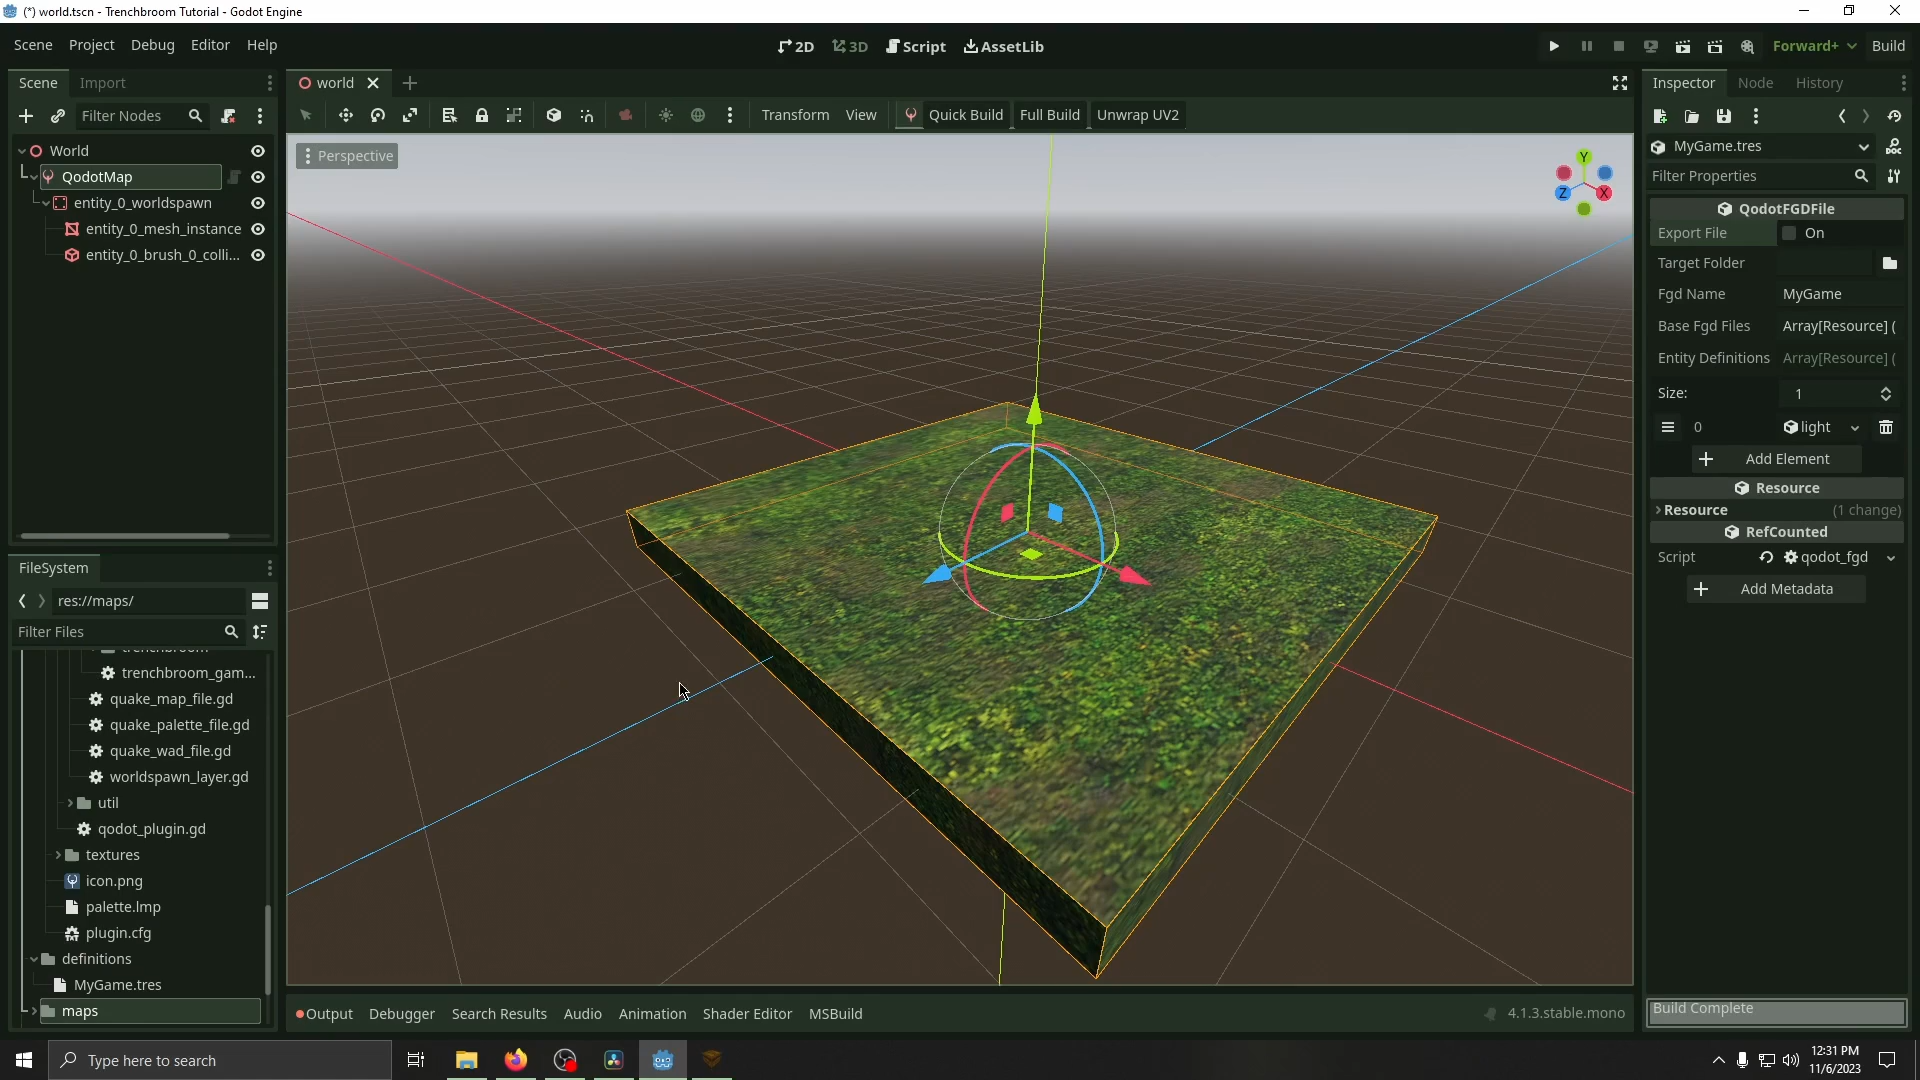 (*) world.tscn - Trenchbroom Tutorial - Godot Engine
Scene Project Debug Editor Help
2D 3D Script AssetLib
Forward+ Build
Scene Import
Filter Nodes
World
QodotMap
entity_0_worldspawn
entity_0_mesh_instance
entity_0_brush_0_colli...
world
Transform View Quick Build Full Build Unwrap UV2
Perspective
Y
Z
X
Inspector Node History
MyGame.tres
Filter Properties
QodotFGDFile
Export File On
Target Folder
Fgd Name MyGame
Base Fgd Files Array[Resource] (
Entity Definitions Array[Resource] (
Size: 1
0 light
Add Element
Resource
Resource (1 change)
RefCounted
Script qodot_fgd
Add Metadata
Build Complete
FileSystem
res://maps/
Filter Files
trenchbroom
trenchbroom_gam...
quake_map_file.gd
quake_palette_file.gd
quake_wad_file.gd
worldspawn_layer.gd
util
qodot_plugin.gd
textures
icon.png
palette.lmp
plugin.cfg
definitions
MyGame.tres
maps
Output Debugger Search Results Audio Animation Shader Editor MSBuild
4.1.3.stable.mono
Type here to search
12:31 PM
11/6/2023